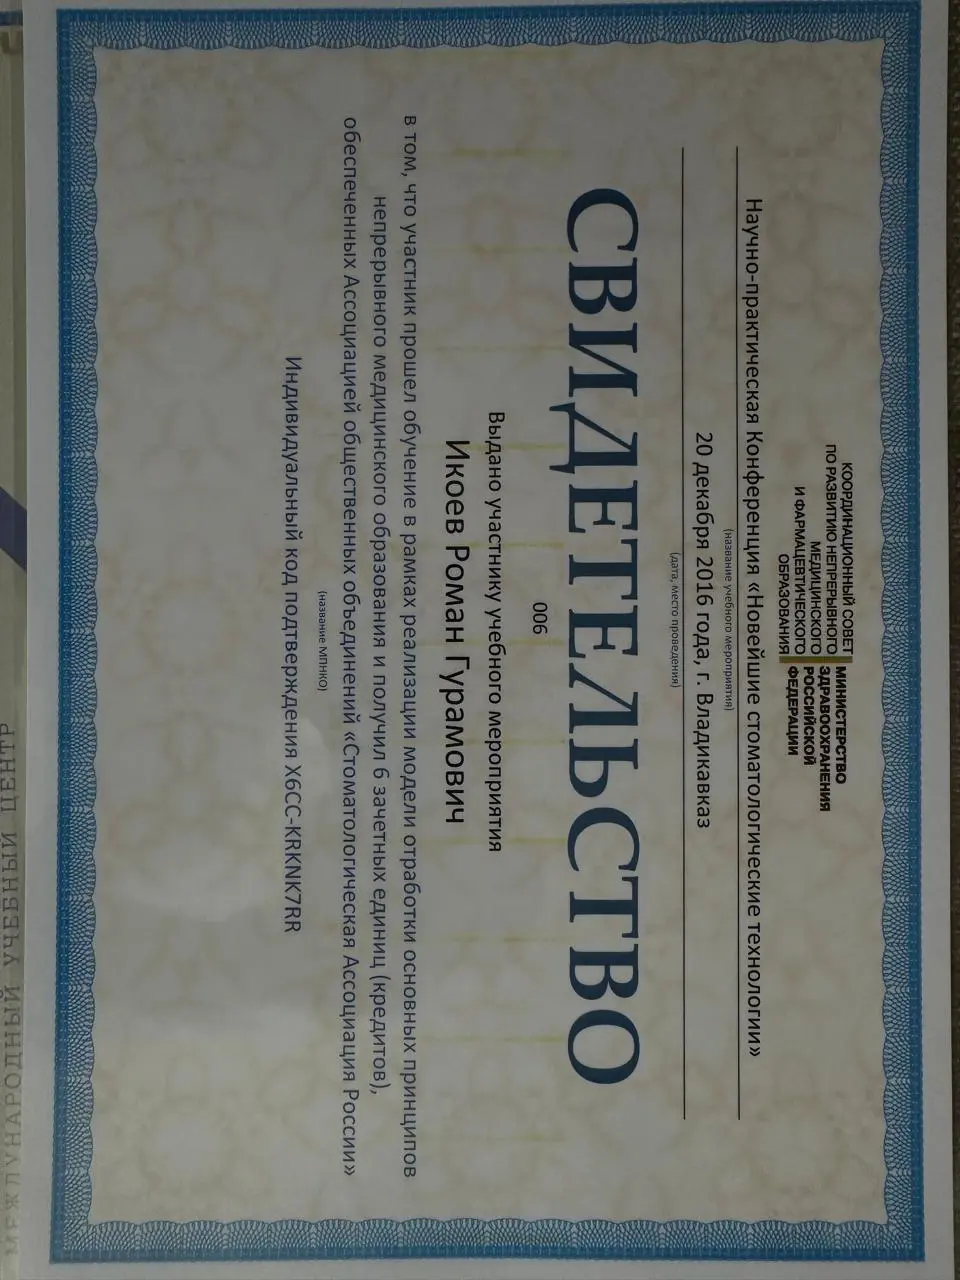 КООРДИНАЦИОННЫЙ СОВЕТ
ПО РАЗВИТИЮ НЕПРЕРЫВНОГО
МЕДИЦИНСКОГО
И ФАРМАЦЕВТИЧЕСКОГО
ОБРАЗОВАНИЯ
МИНИСТЕРСТВО
ЗДРАВООХРАНЕНИЯ
РОССИЙСКОЙ
ФЕДЕРАЦИИ
Научно-практическая Конференция «Новейшие стоматологические технологии»
(название учебного мероприятия)
20 декабря 2016 года, г. Владикавказ
(дата, место проведения)
СВИДЕТЕЛЬСТВО
006
Выдано участнику учебного мероприятия
Икоев Роман Гурамович
в том, что участник прошел обучение в рамках реализации модели отработки основных принципов
непрерывного медицинского образования и получил 6 зачетных единиц (кредитов),
обеспеченных Ассоциацией общественных объединений «Стоматологическая Ассоциация России»
(название МПНКО)
Индивидуальный код подтверждения X6CC-KRKNK7RR
МЕЖДУНАРОДНЫЙ УЧЕБНЫЙ ЦЕНТР